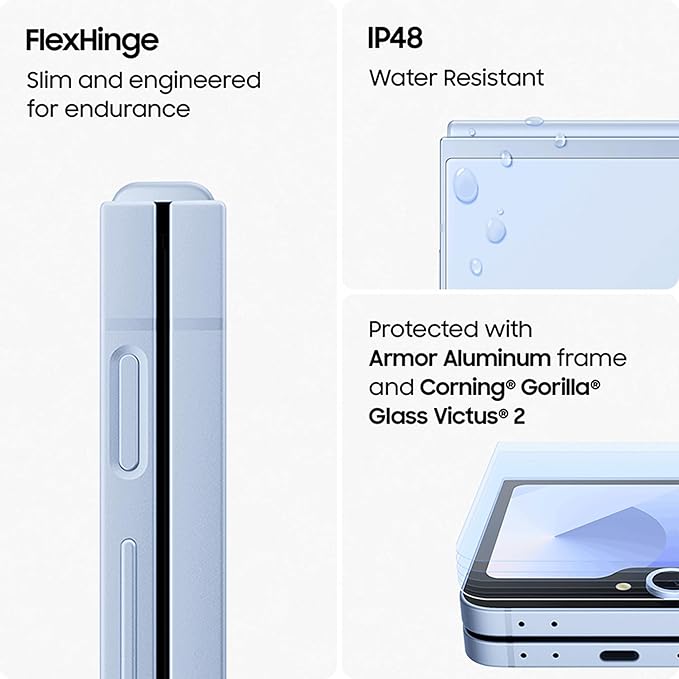 FlexHinge
Slim and engineered
for endurance
IP48
Water Resistant
Protected with
Armor Aluminum frame
and Corning® Gorilla®
Glass Victus® 2